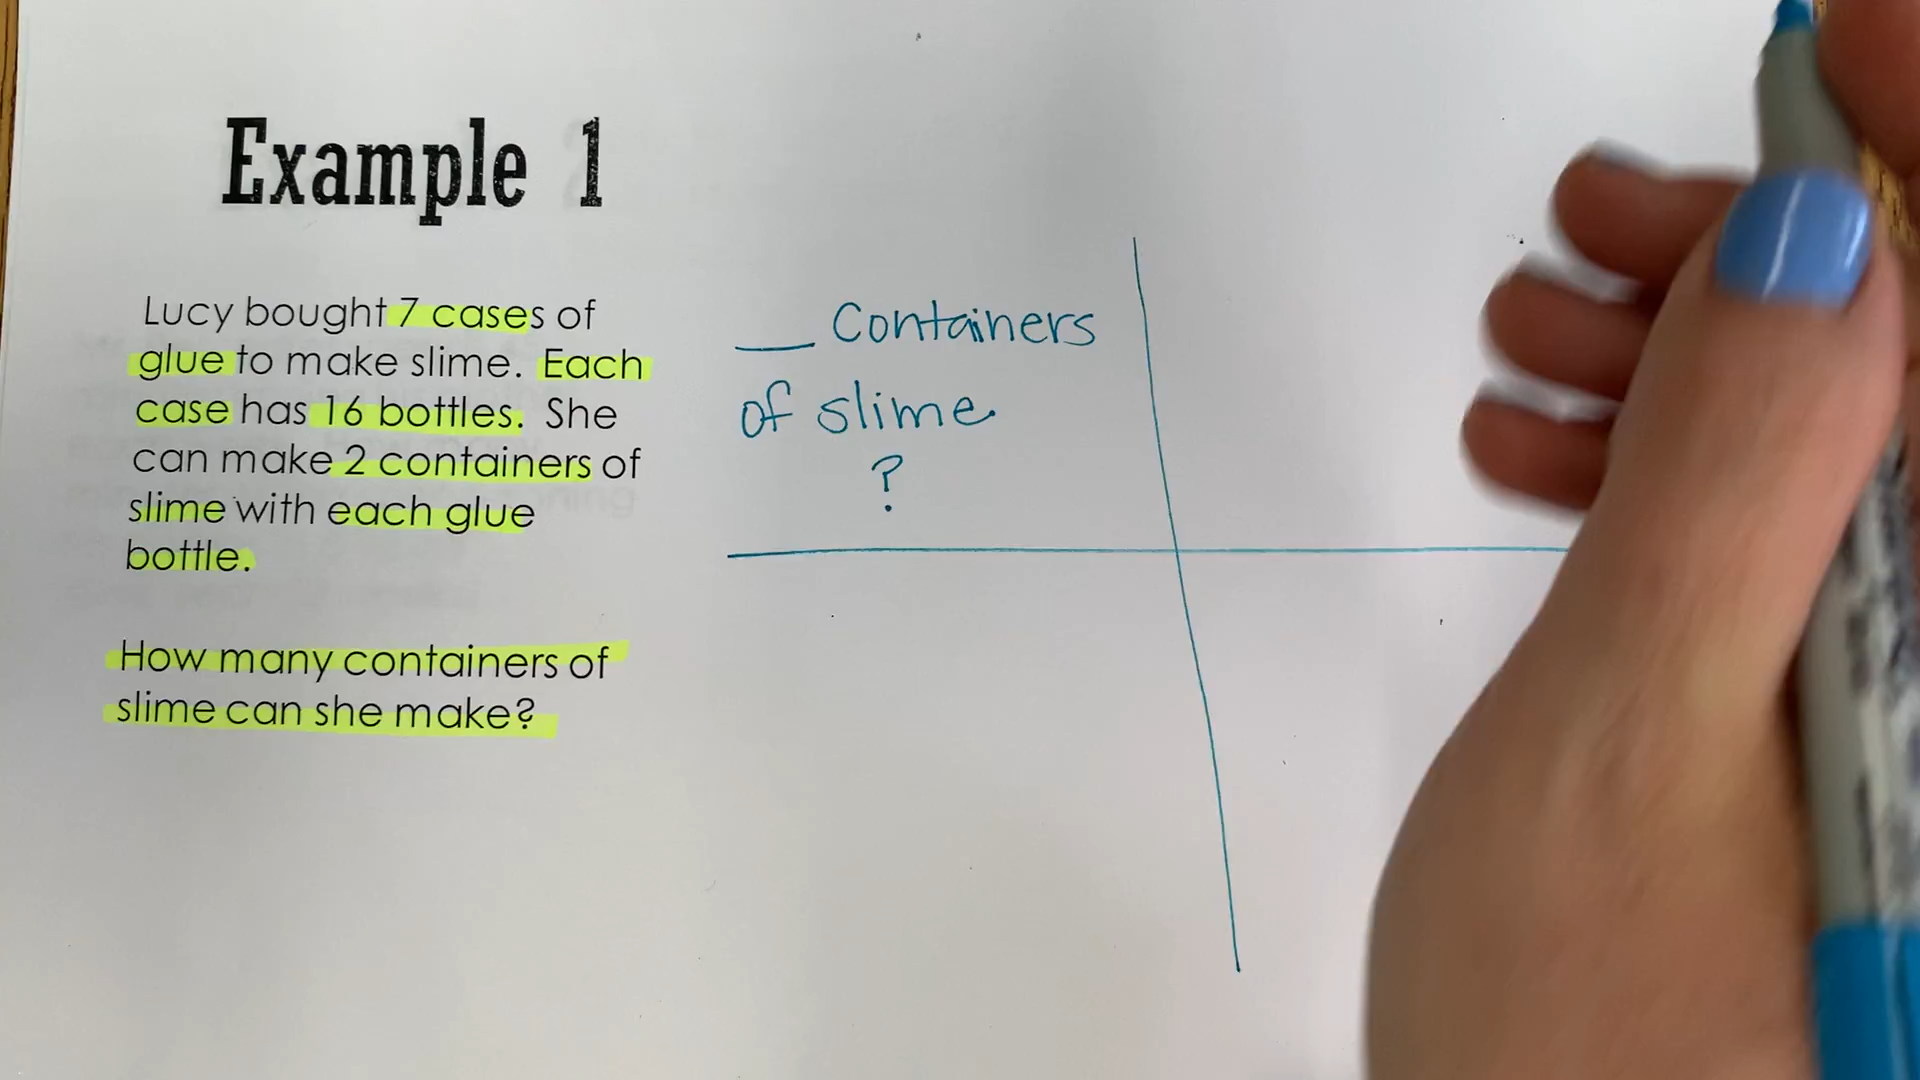 Example 1
Lucy bought 7 cases of
glue to make slime. Each
case has 16 bottles. She
can make 2 containers of
slime with each glue
bottle.
How many containers of
slime can she make?
___ Containers
of slime
?